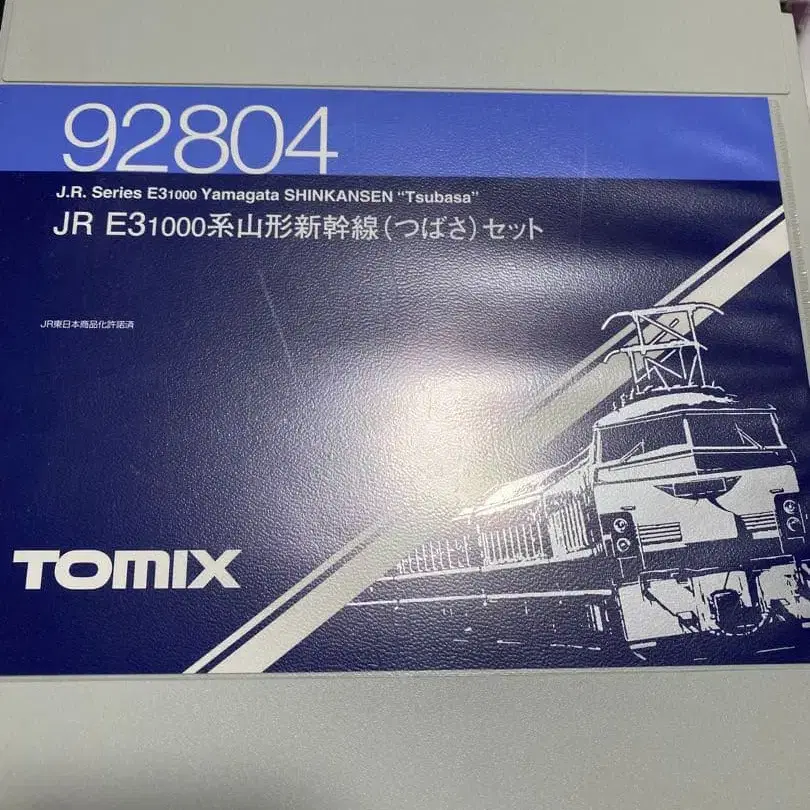 92804
J.R. Series E31000 Yamagata SHINKANSEN "Tsubasa"
JR E31000系山形新幹線(つばさ)セット
JR東日本商品化許諾済
TOMIX